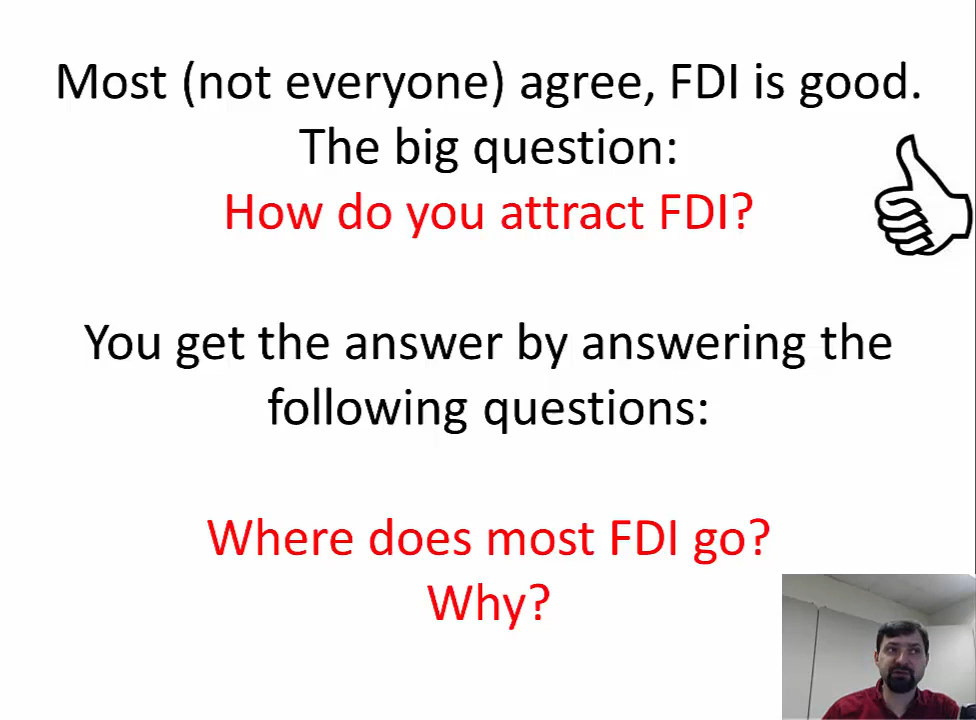 Most (not everyone) agree, FDI is good.
The big question:
How do you attract FDI?
You get the answer by answering the
following questions:
Where does most FDI go?
Why?